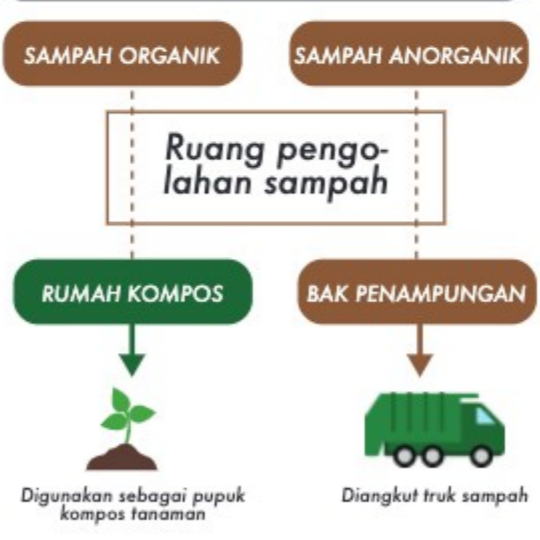 SAMPAH ORGANIK
SAMPAH ANORGANIK
Ruang pengo-
lahan sampah
RUMAH KOMPOS
BAK PENAMPUNGAN
Digunakan sebagai pupuk
kompos tanaman
Diangkut truk sampah